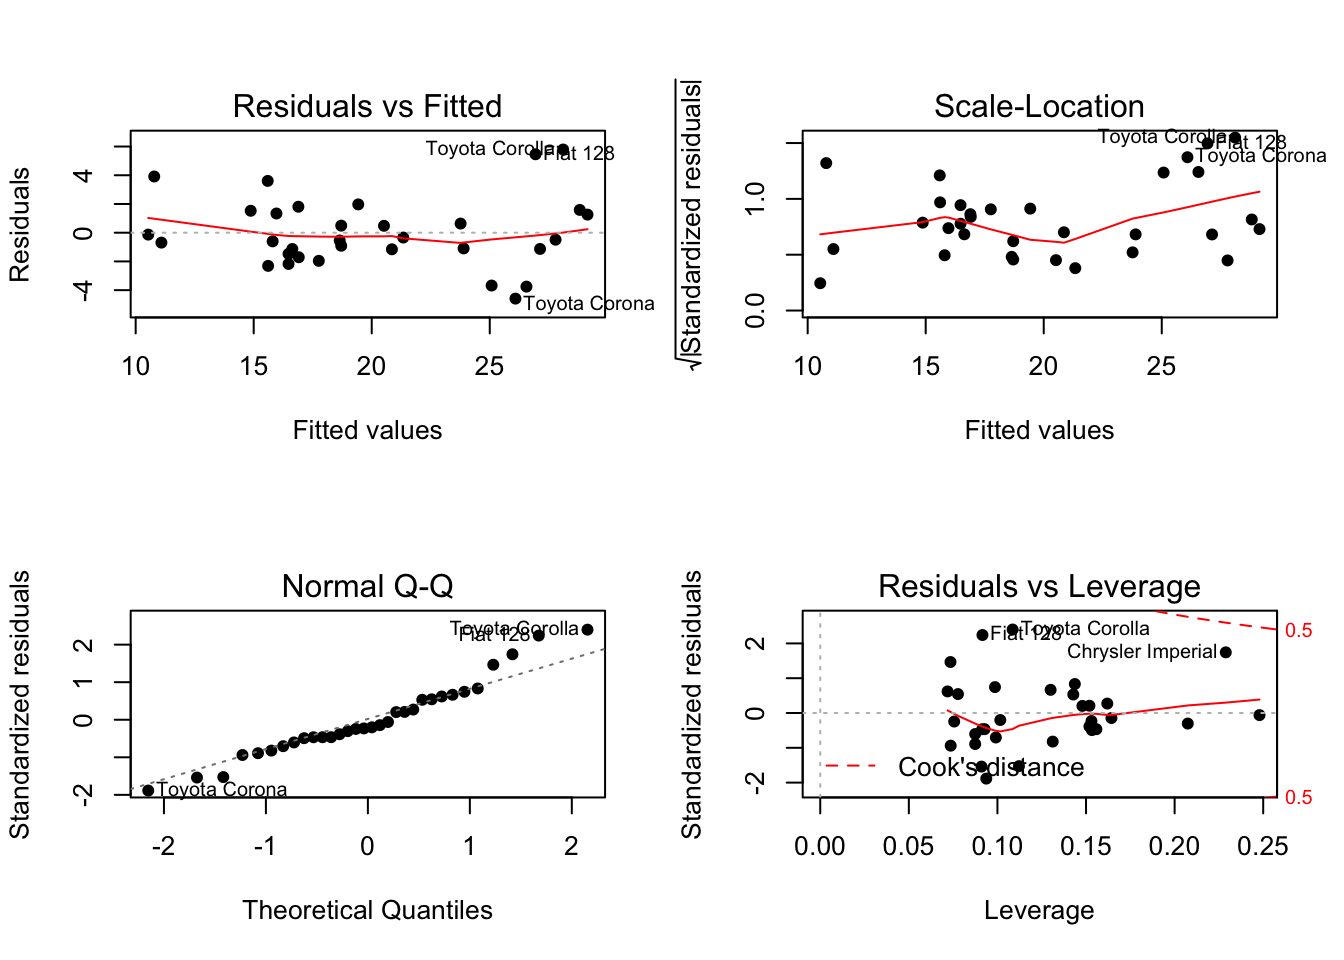 Residuals vs Fitted
Residuals
4
0
-4
Toyota Corolla
Fiat 128
Toyota Corona
10 15 20 25
Fitted values
Scale-Location
√|Standardized residuals|
1.0
0.0
Toyota Corolla
Fiat 128
Toyota Corona
10 15 20 25
Fitted values
Normal Q-Q
Standardized residuals
2
1
0
-2
Toyota Corolla
Fiat 128
Toyota Corona
-2 -1 0 1 2
Theoretical Quantiles
Residuals vs Leverage
Standardized residuals
2
0
-2
Fiat 128
Toyota Corolla
Chrysler Imperial
0.5
Cook's distance
0.5
0.00 0.05 0.10 0.15 0.20 0.25
Leverage